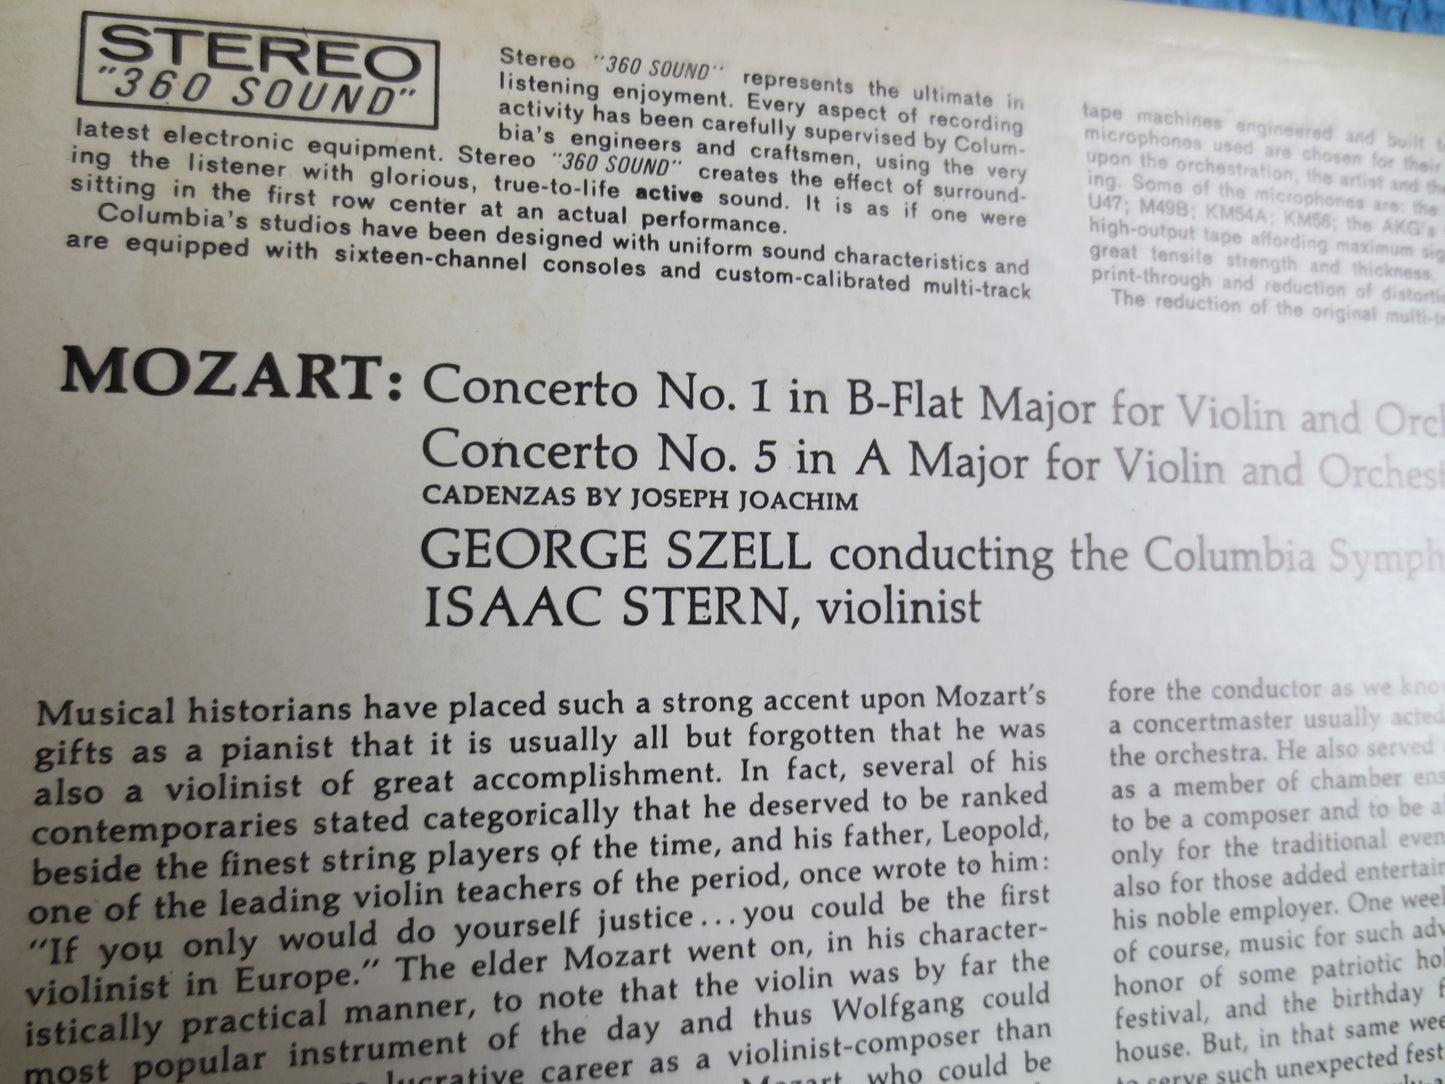 STEREO
"360 SOUND"
Stereo "360 SOUND" represents the ultimate in
listening enjoyment. Every aspect of recording
activity has been carefully supervised by Colum-
bia's engineers and craftsmen, using the very
latest electronic equipment. Stereo "360 SOUND" creates the effect of surround-
ing the listener with glorious, true-to-life active sound. It is as if one were
sitting in the first row center at an actual performance.
Columbia's studios have been designed with uniform sound characteristics and
are equipped with sixteen-channel consoles and custom-calibrated multi-track
tape machines engineered and built
microphones used are chosen for their
upon the orchestration, the artist and the
ing. Some of the microphones are: the
U47; M49B; KM54A; KM56; the AKG's
high-output tape affording maximum
great tensile strength and thickness,
print-through and reduction of
The reduction of the original
MOZART: Concerto No. 1 in B-Flat Major for Violin and
Concerto No. 5 in A Major for Violin and
CADENZAS BY JOSEPH JOACHIM
GEORGE SZELL conducting the Columbia
ISAAC STERN, violinist
Musical historians have placed such a strong accent upon Mozart's
gifts as a pianist that it is usually all but forgotten that he was
also a violinist of great accomplishment. In fact, several of his
contemporaries stated categorically that he deserved to be ranked
beside the finest string players of the time, and his father, Leopold,
one of the leading violin teachers of the period, once wrote to him:
"If you only would do yourself justice...you could be the first
violinist in Europe." The elder Mozart went on, in his character-
istically practical manner, to note that the violin was by far the
most popular instrument of the day and thus Wolfgang could
lucrative career as a violinist-composer than
Mozart, who could be
fore the conductor as we
a concertmaster usually acted
the orchestra. He also served
as a member of chamber
to be a composer and to be
only for the traditional
also for those added
his noble employer. One
of course, music for such
honor of some patriotic
festival, and the birthday
house. But, in that same
to serve such unexpected